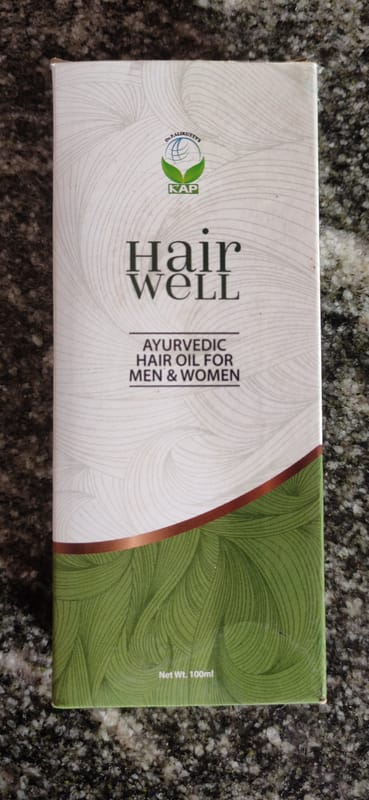 KAP
Hair
WELL
AYURVEDIC
HAIR OIL FOR
MEN & WOMEN
Net Wt. 100ml